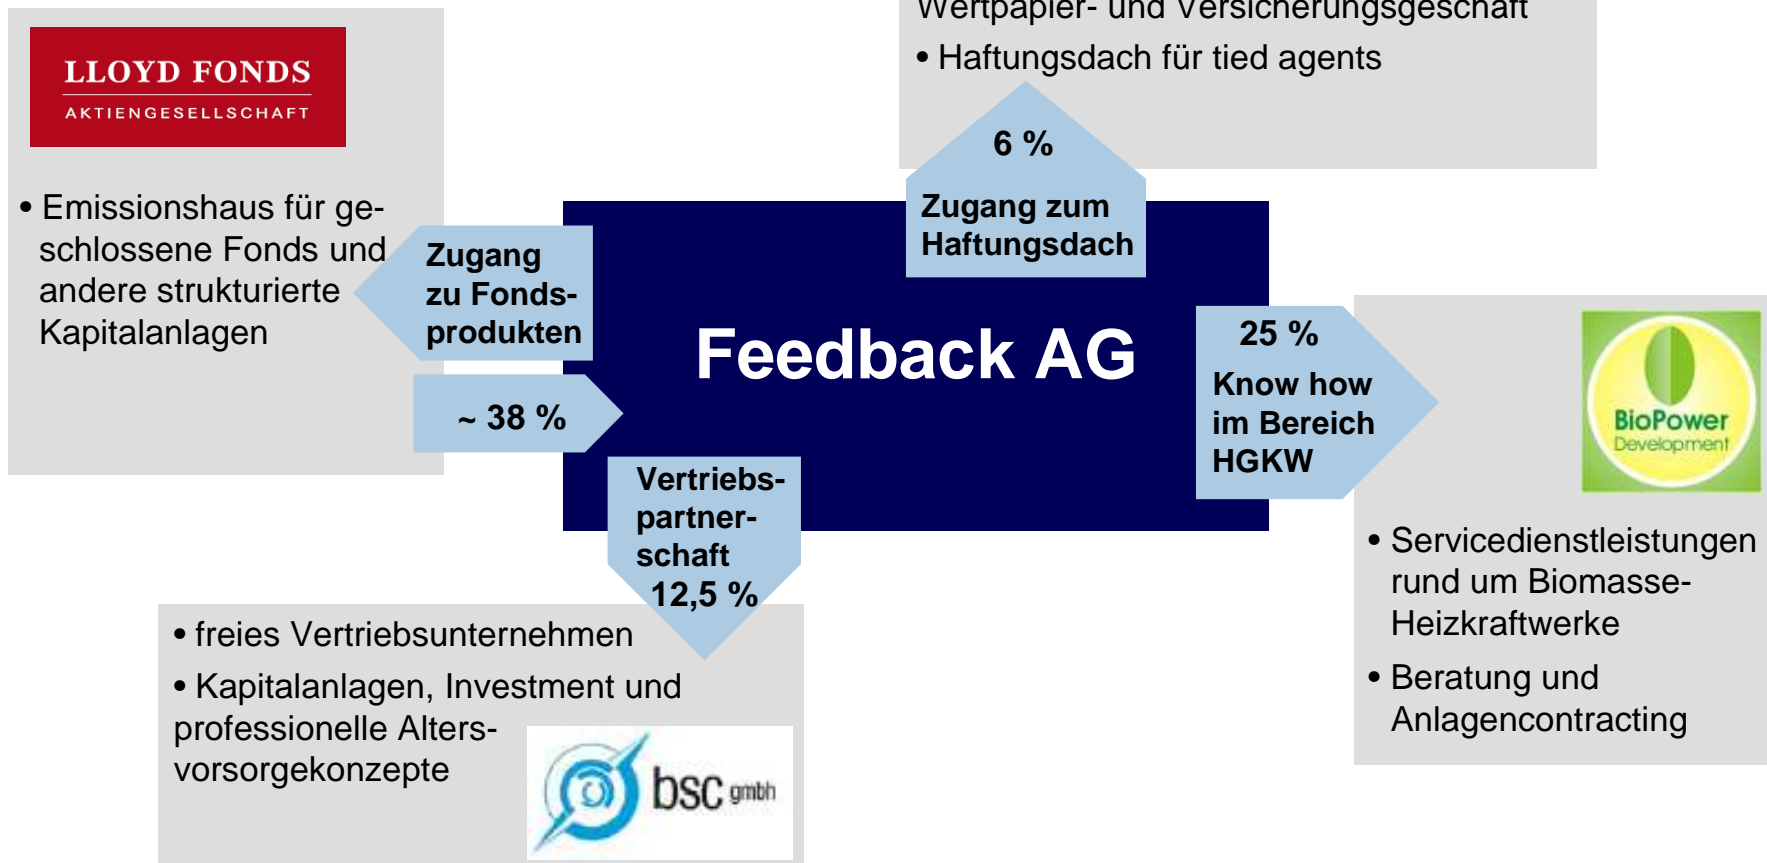 Wertpapier- und Versicherungsgeschäft
• Haftungsdach für tied agents
LLOYD FONDS
AKTIENGESELLSCHAFT
• Emissionshaus für ge-
schlossene Fonds und
andere strukturierte
Kapitalanlagen
6 %
Zugang zum
Haftungsdach
Zugang
zu Fonds-
produkten
~ 38 %
Feedback AG
25 %
Know how
im Bereich
HGKW
BioPower
Development
• Servicedienstleistungen
rund um Biomasse-
Heizkraftwerke
• Beratung und
Anlagencontracting
Vertriebs-
partner-
schaft
12,5 %
• freies Vertriebsunternehmen
• Kapitalanlagen, Investment und
professionelle Alters-
vorsorgekonzepte
bsc gmbh